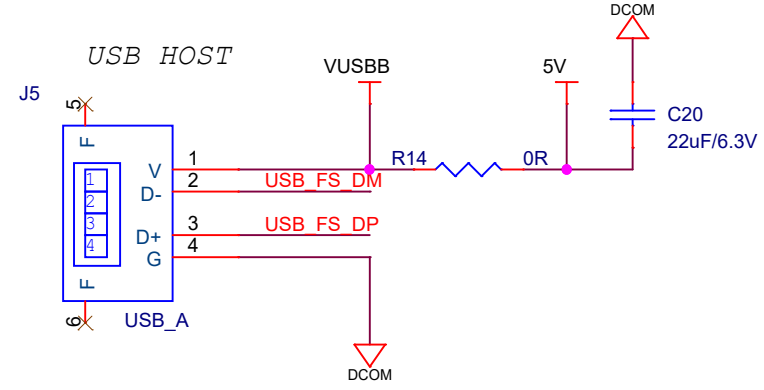 DCOM
USB HOST
VUSBB
5V
J5
5
C20
22uF/6.3V
F
1
V
1
R14
0R
2
D-
2
USB_FS_DM
3
D+
3
USB_FS_DP
4
G
4
F
6
USB_A
DCOM